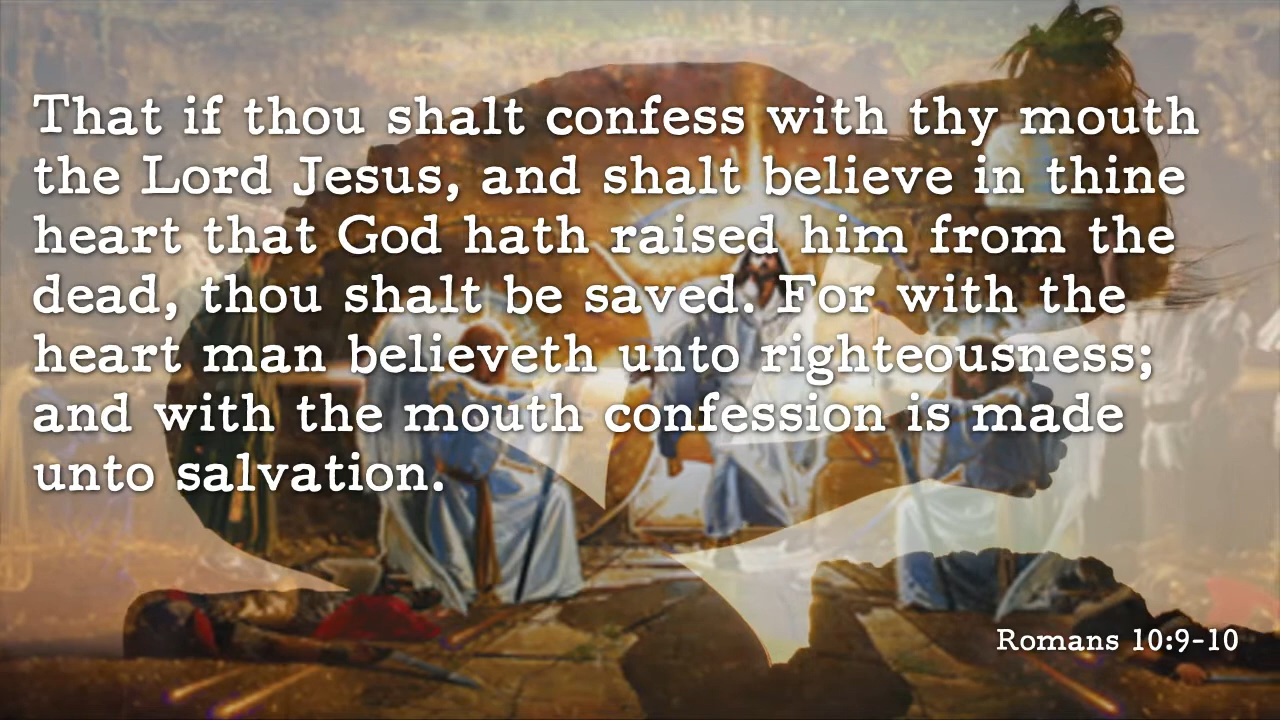 That if thou shalt confess with thy mouth
the Lord Jesus, and shalt believe in thine
heart that God hath raised him from the
dead, thou shalt be saved. For with the
heart man believeth unto righteousness;
and with the mouth confession is made
unto salvation.
Romans 10:9-10